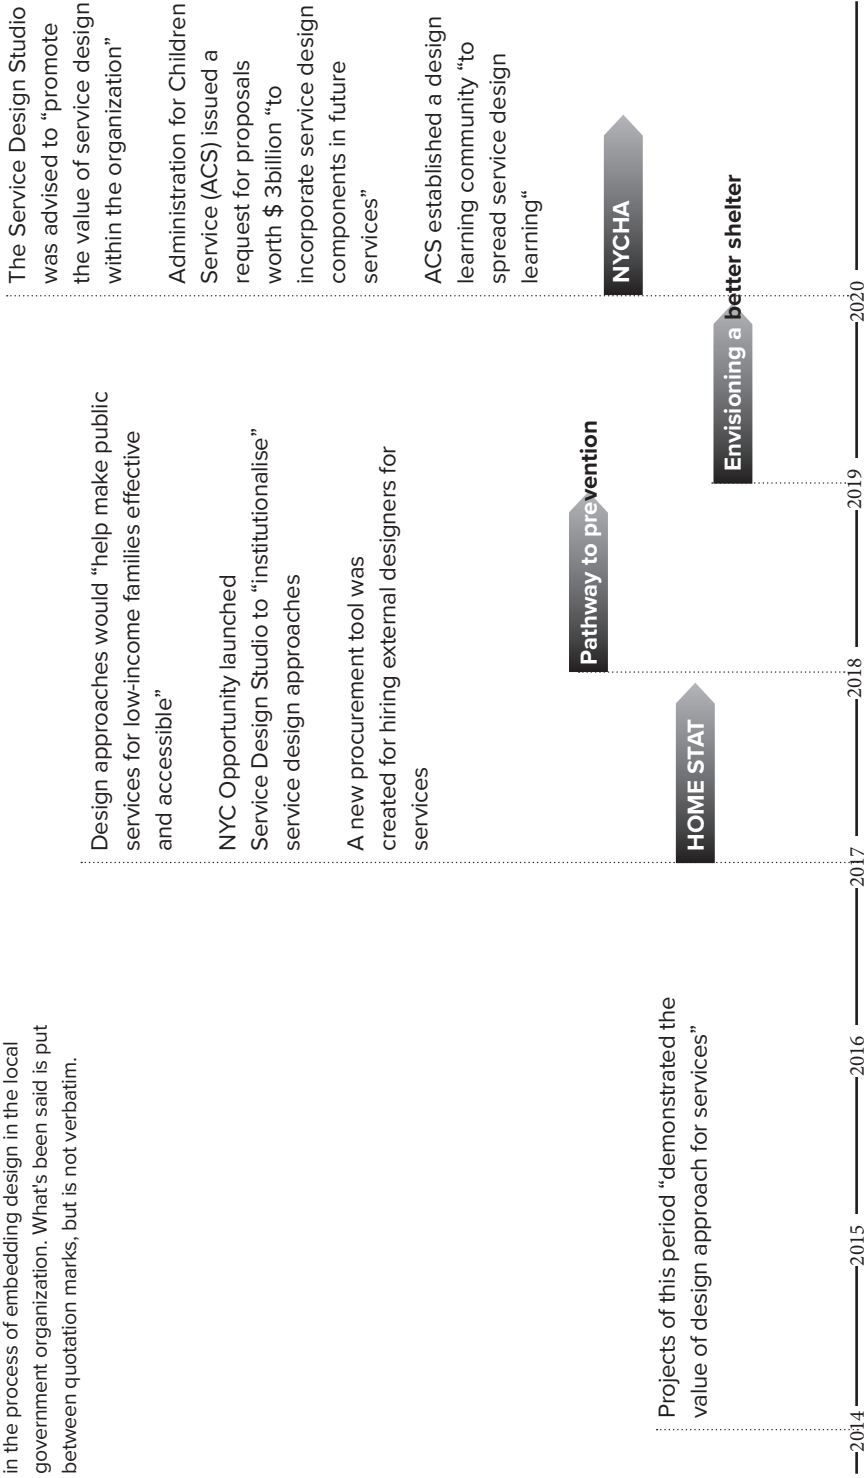 in the process of embedding design in the local
government organization. What's been said is put
between quotation marks, but is not verbatim.
Projects of this period “demonstrated the
value of design approach for services”
Design approaches would “help make public
services for low-income families effective
and accessible”
NYC Opportunity launched
Service Design Studio to “institutionalise”
service design approaches
A new procurement tool was
created for hiring external designers for
services
The Service Design Studio
was advised to “promote
the value of service design
within the organization”
Administration for Children
Service (ACS) issued a
request for proposals
worth $ 3billion “to
incorporate service design
components in future
services”
ACS established a design
learning community “to
spread service design
learning“
Pathway to prevention
NYCHA
HOME STAT
Envisioning a better shelter
2014
2015
2016
2017
2018
2019
2020